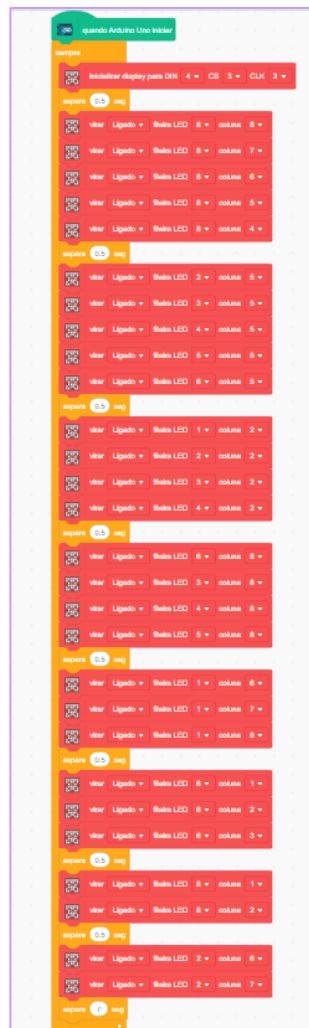 quando Arduino Uno iniciar
sempre
Inicializar display para DIN 4 CS 3 CLK 2
espere 0.5 seg
virar Ligado fileira LED 8 coluna 8
virar Ligado fileira LED 8 coluna 7
virar Ligado fileira LED 8 coluna 6
virar Ligado fileira LED 8 coluna 5
virar Ligado fileira LED 8 coluna 4
espere 0.5 seg
virar Ligado fileira LED 2 coluna 5
virar Ligado fileira LED 3 coluna 5
virar Ligado fileira LED 4 coluna 5
virar Ligado fileira LED 5 coluna 5
virar Ligado fileira LED 6 coluna 5
espere 0.5 seg
virar Ligado fileira LED 1 coluna 2
virar Ligado fileira LED 2 coluna 2
virar Ligado fileira LED 3 coluna 2
virar Ligado fileira LED 4 coluna 2
espere 0.5 seg
virar Ligado fileira LED 6 coluna 8
virar Ligado fileira LED 3 coluna 8
virar Ligado fileira LED 4 coluna 8
virar Ligado fileira LED 5 coluna 8
espere 0.5 seg
virar Ligado fileira LED 1 coluna 6
virar Ligado fileira LED 1 coluna 7
virar Ligado fileira LED 1 coluna 8
espere 0.5 seg
virar Ligado fileira LED 6 coluna 1
virar Ligado fileira LED 6 coluna 2
virar Ligado fileira LED 6 coluna 3
espere 0.5 seg
virar Ligado fileira LED 8 coluna 1
virar Ligado fileira LED 8 coluna 2
espere 0.5 seg
virar Ligado fileira LED 2 coluna 6
virar Ligado fileira LED 2 coluna 7
espere 7 seg